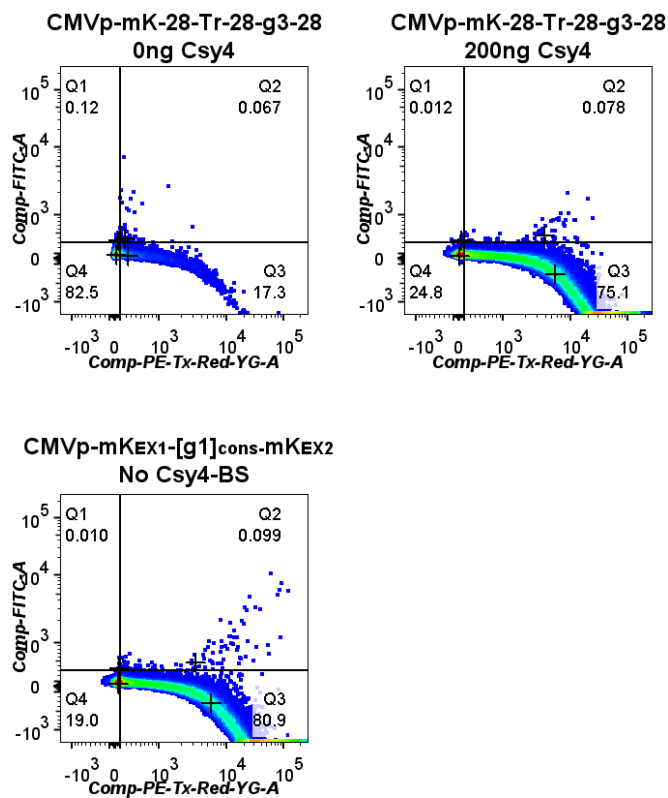 CMVp-mK-28-Tr-28-g3-28
0ng Csy4
Q1
0.12
Q2
0.067
Q4
82.5
Q3
17.3
10^5
10^4
10^3
0
-10^3
Comp-FITC-A
-10^3 0 10^3 10^4 10^5
Comp-PE-Tx-Red-YG-A
CMVp-mK-28-Tr-28-g3-28
200ng Csy4
Q1
0.012
Q2
0.078
Q4
24.8
Q3
75.1
10^5
10^4
10^3
0
-10^3
Comp-FITC-A
-10^3 0 10^3 10^4 10^5
Comp-PE-Tx-Red-YG-A
CMVp-mKEX1-[g1]cons-mKEX2
No Csy4-BS
Q1
0.010
Q2
0.099
Q4
19.0
Q3
80.9
10^5
10^4
10^3
0
-10^3
Comp-FITC-A
-10^3 0 10^3 10^4 10^5
Comp-PE-Tx-Red-YG-A